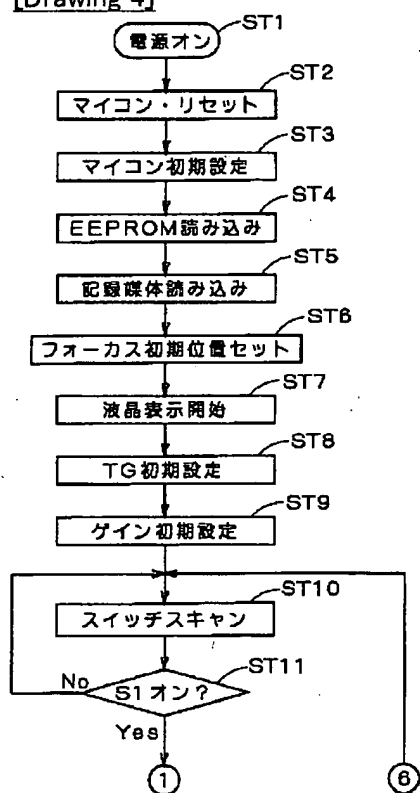 [Drawing 4]
電源オン ST1
マイコン・リセット ST2
マイコン初期設定 ST3
EEPROM読み込み ST4
記録媒体読み込み ST5
フォーカス初期位置セット ST6
液晶表示開始 ST7
TG初期設定 ST8
ゲイン初期設定 ST9
スイッチスキャン ST10
S1オン? ST11
No
Yes
1
6